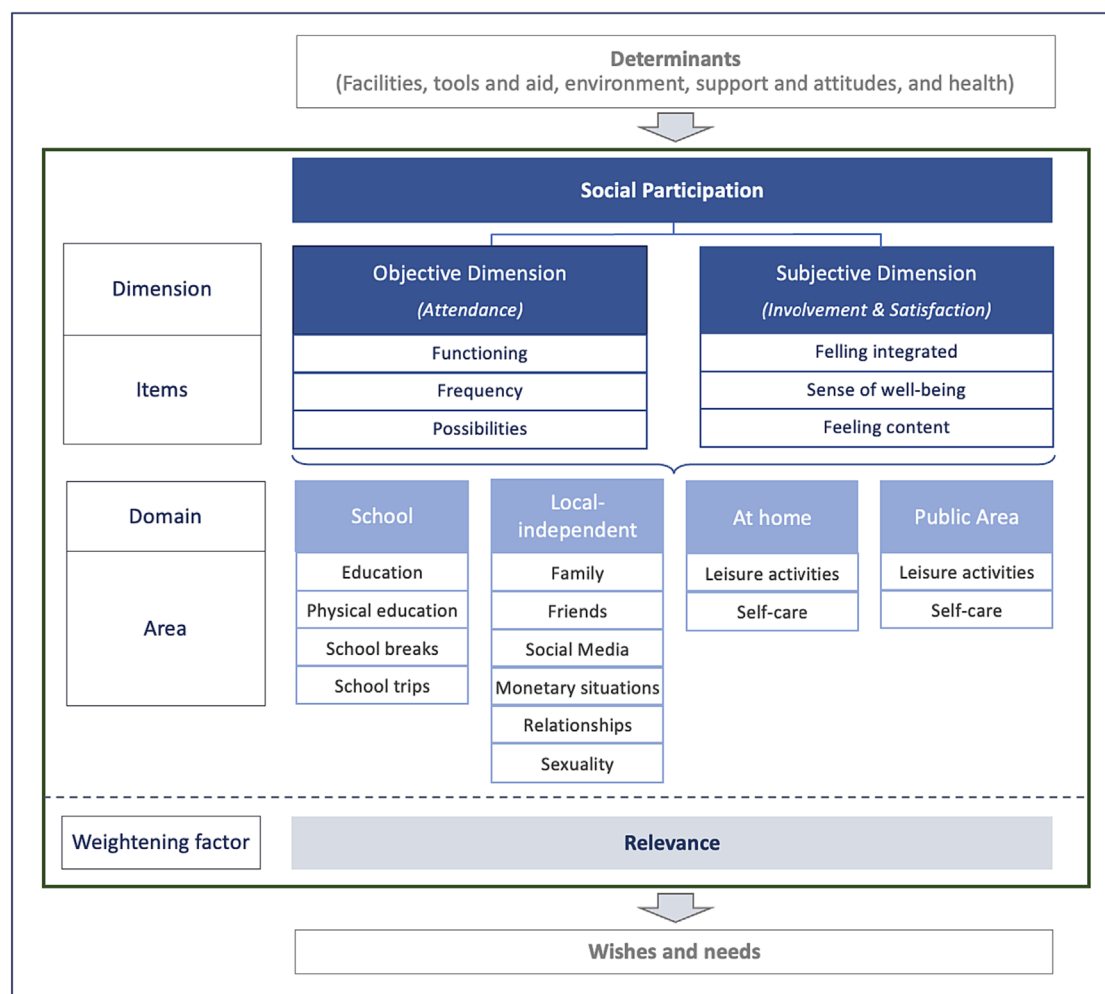 Determinants
(Facilities, tools and aid, environment, support and attitudes, and health)
Social Participation
Dimension
Objective Dimension
(Attendance)
Subjective Dimension
(Involvement & Satisfaction)
Items
Functioning
Frequency
Possibilities
Felling integrated
Sense of well-being
Feeling content
Domain
School
Local-
independent
At home
Public Area
Area
Education
Physical education
School breaks
School trips
Family
Friends
Social Media
Monetary situations
Relationships
Sexuality
Leisure activities
Self-care
Leisure activities
Self-care
Weightening factor
Relevance
Wishes and needs